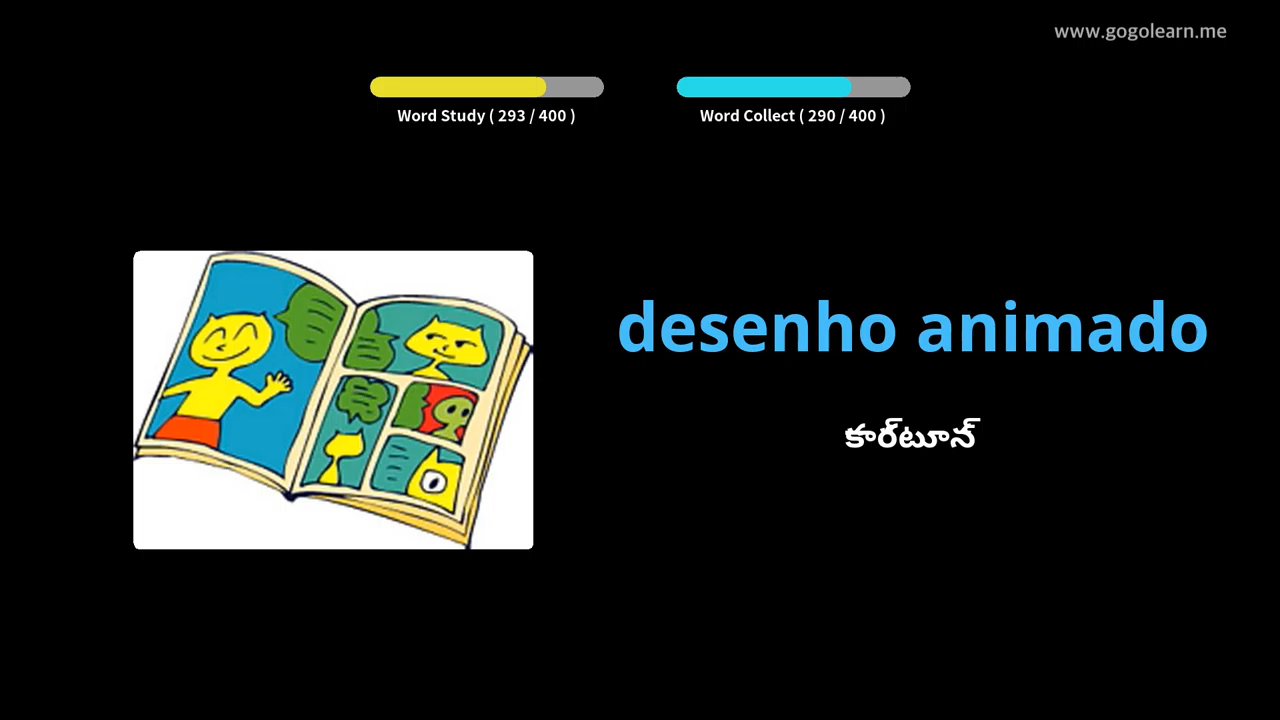 www.gogolearn.me
Word Study ( 293 / 400 )
Word Collect ( 290 / 400 )
desenho animado
కార్‌టూన్